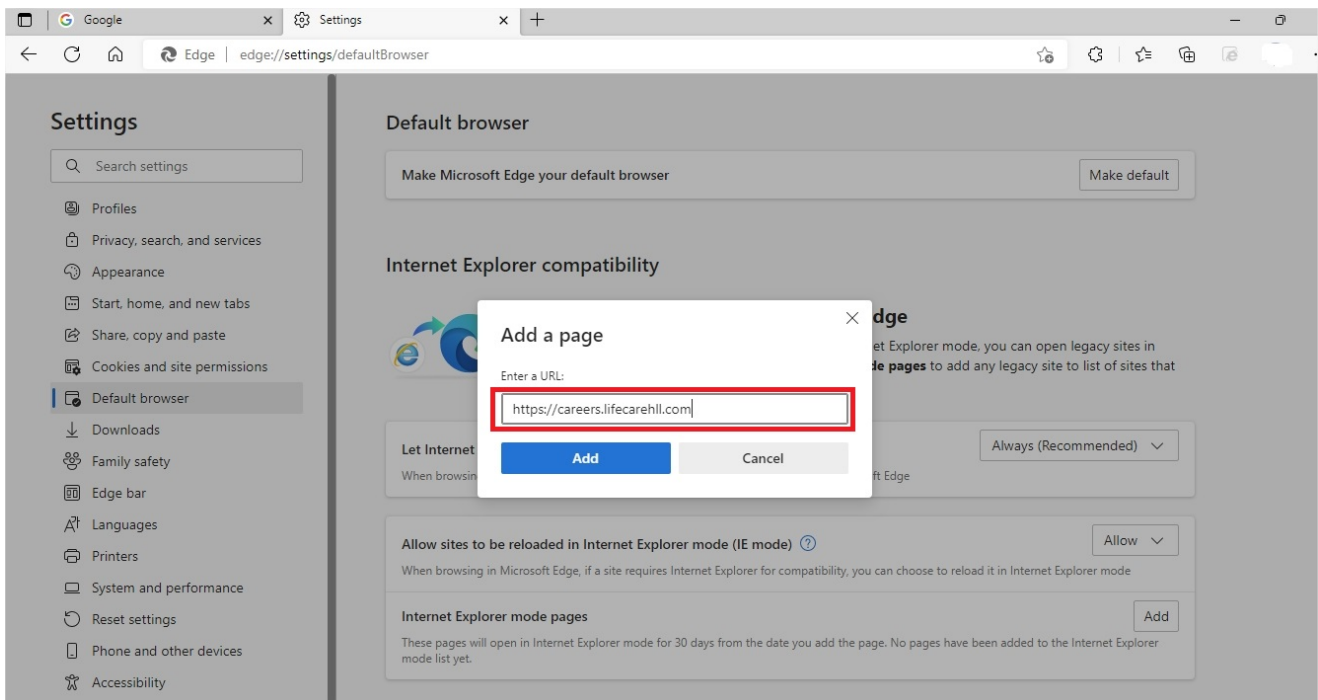 Google
Settings
Edge
edge://settings/defaultBrowser
Settings
Search settings
Profiles
Privacy, search, and services
Appearance
Start, home, and new tabs
Share, copy and paste
Cookies and site permissions
Default browser
Downloads
Family safety
Edge bar
Languages
Printers
System and performance
Reset settings
Phone and other devices
Accessibility
Default browser
Make Microsoft Edge your default browser
Make default
Internet Explorer compatibility
dge
et Explorer mode, you can open legacy sites in
de pages to add any legacy site to list of sites that
Add a page
Enter a URL:
https://careers.lifecarehll.com
Add
Cancel
Let Internet
Always (Recommended)
When browsin
ft Edge
Allow sites to be reloaded in Internet Explorer mode (IE mode)
Allow
When browsing in Microsoft Edge, if a site requires Internet Explorer for compatibility, you can choose to reload it in Internet Explorer mode
Internet Explorer mode pages
Add
These pages will open in Internet Explorer mode for 30 days from the date you add the page. No pages have been added to the Internet Explorer
mode list yet.